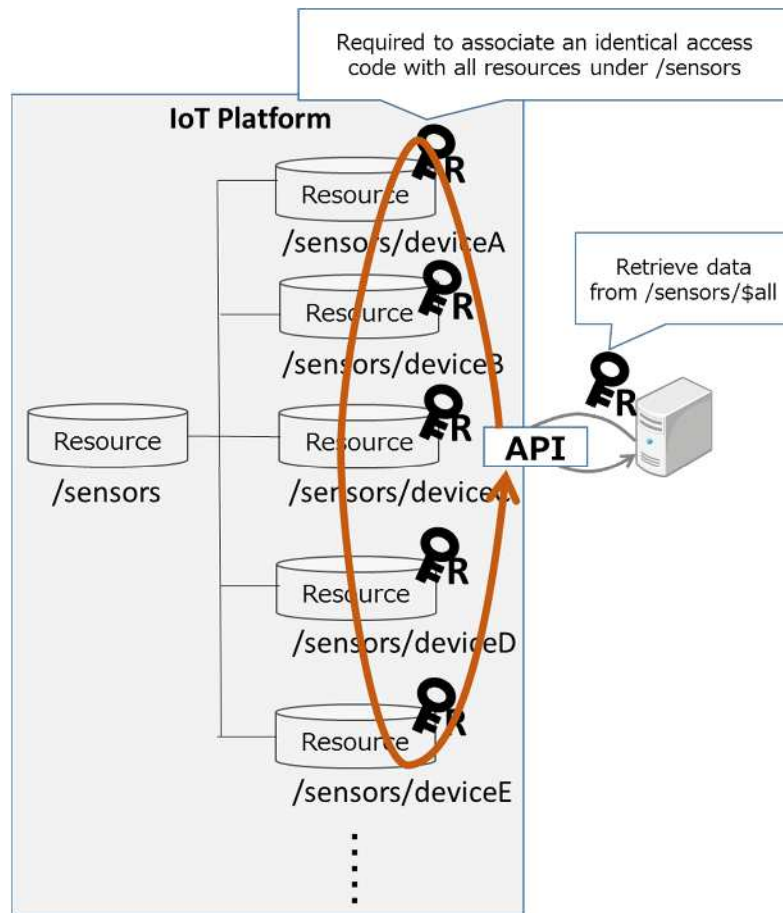 Required to associate an identical access
code with all resources under /sensors
IoT Platform
R
Resource
/sensors/deviceA
R
Resource
/sensors/deviceB
Retrieve data
from /sensors/$all
R
R
Resource
Resource
API
/sensors
/sensors/deviceC
R
Resource
/sensors/deviceD
R
Resource
/sensors/deviceE